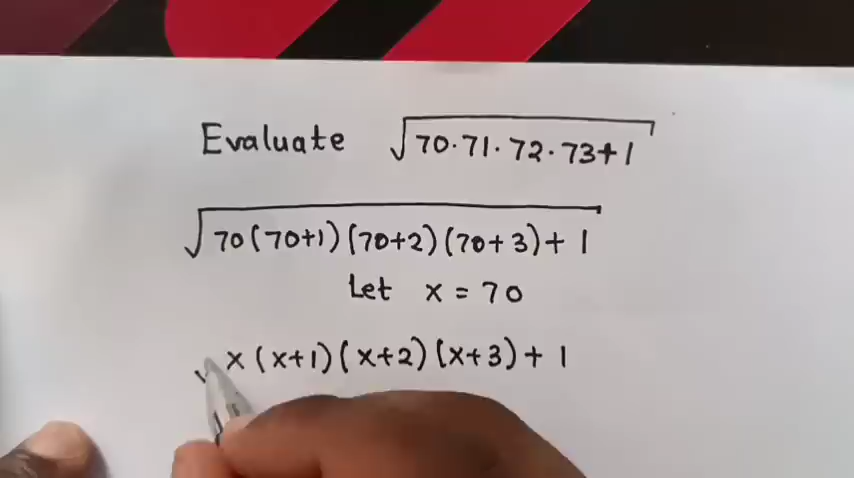 Evaluate √70·71·72·73+1
√70(70+1)(70+2)(70+3)+1
Let x = 70
x(x+1)(x+2)(x+3)+1